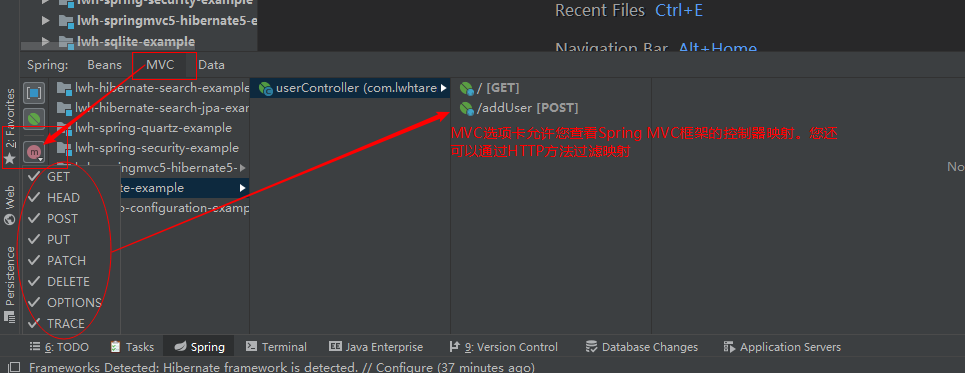 lwh-spring-security-example
lwh-springmvc5-hibernate5-e
lwh-sqlite-example
Recent Files Ctrl+E
Navigation Bar Alt+Home
Spring: Beans MVC Data
2: Favorites
Web
Persistence
lwh-hibernate-search-example
lwh-hibernate-search-jpa-exar
lwh-spring-quartz-example
lwh-spring-security-example
lwh-springmvc5-hibernate5-
ite-example
o-configuration-examp
userController (com.lwhtare
/ [GET]
/addUser [POST]
MVC选项卡允许您查看Spring MVC框架的控制器映射。您还
可以通过HTTP方法过滤映射
No
m
GET
HEAD
POST
PUT
PATCH
DELETE
OPTIONS
TRACE
6: TODO Tasks Spring Terminal Java Enterprise 9: Version Control Database Changes Application Servers
Frameworks Detected: Hibernate framework is detected. // Configure (37 minutes ago)